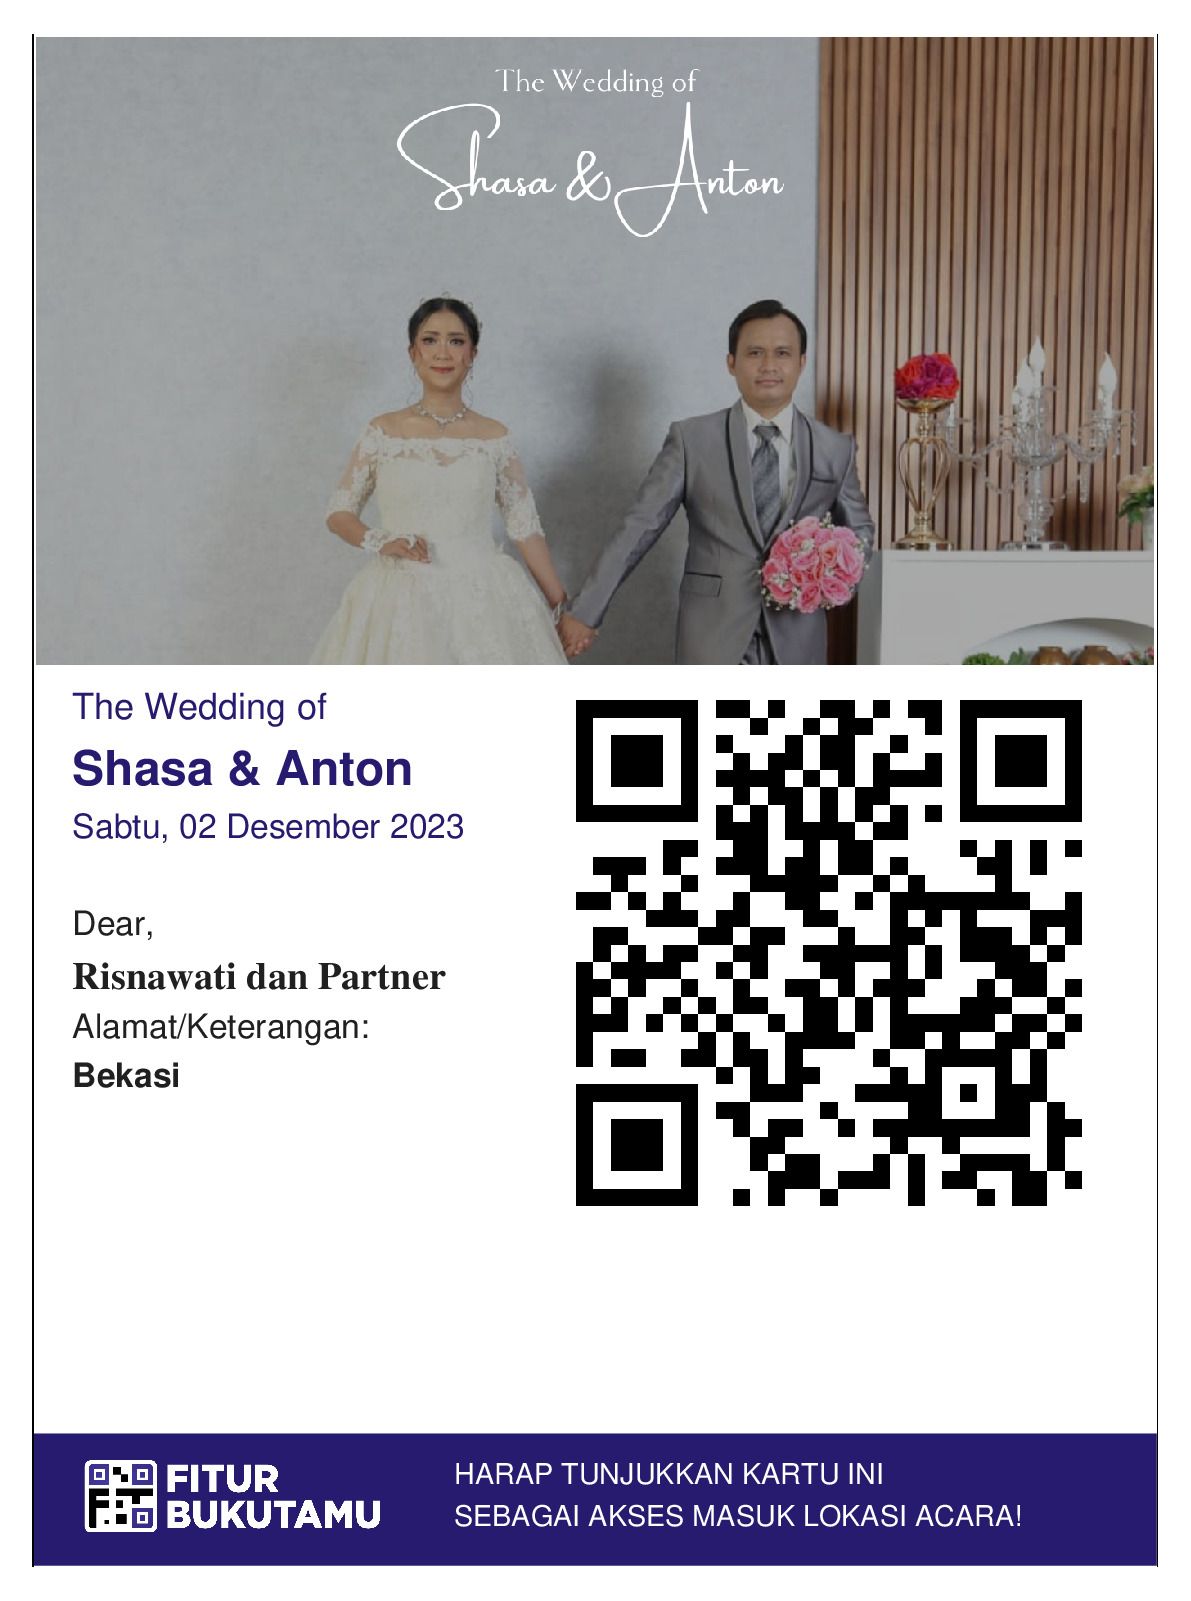 The Wedding of
Shasa & Anton
The Wedding of
Shasa & Anton
Sabtu, 02 Desember 2023
Dear,
Risnawati dan Partner
Alamat/Keterangan:
Bekasi
FITUR
BUKUTAMU
HARAP TUNJUKKAN KARTU INI
SEBAGAI AKSES MASUK LOKASI ACARA!